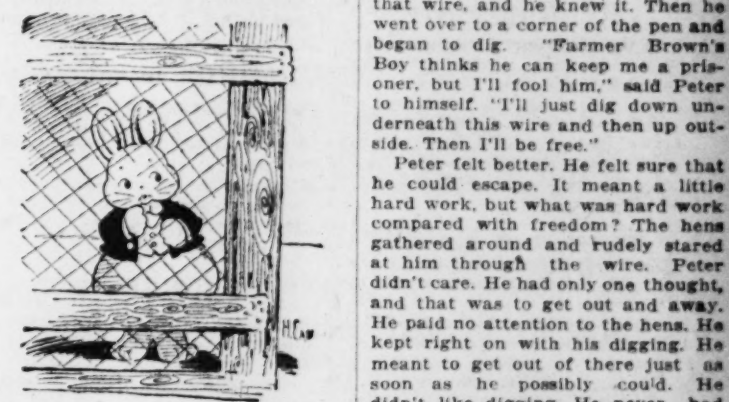 H.Cady
that wire, and he knew it. Then he
went over to a corner of the pen and
began to dig. "Farmer Brown's
Boy thinks he can keep me a pris-
oner, but I'll fool him," said Peter
to himself. "I'll just dig down un-
derneath this wire and then up out-
side. Then I'll be free."
Peter felt better. He felt sure that
he could escape. It meant a little
hard work, but what was hard work
compared with freedom? The hens
gathered around and rudely stared
at him through the wire. Peter
didn't care. He had only one thought,
and that was to get out and away.
He paid no attention to the hens. He
kept right on with his digging. He
meant to get out of there just as
soon as he possibly could. He
didn't like digging. He never had